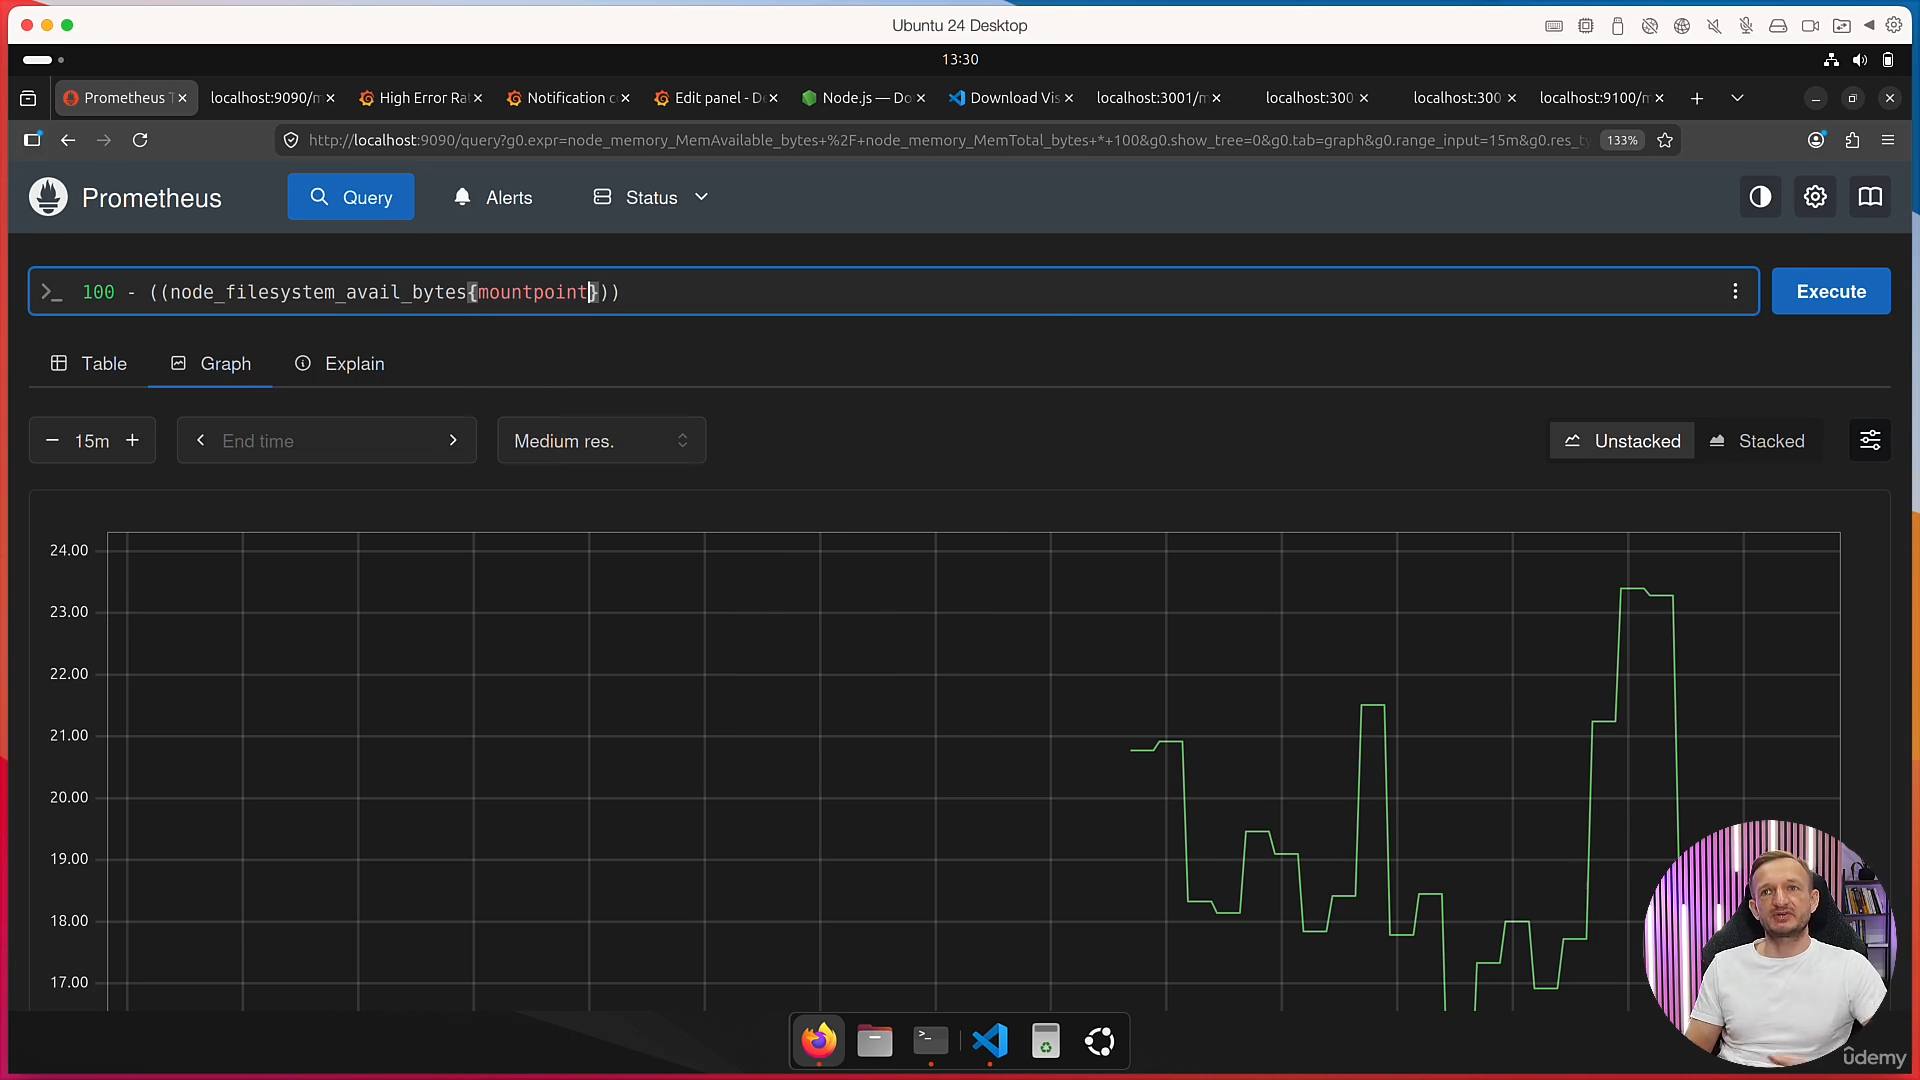 Ubuntu 24 Desktop
13:30
Prometheus T
localhost:9090/m
High Error Ra
Notification c
Edit panel - D
Node.js — Do
Download Vis
localhost:3001/m
localhost:300
localhost:300
localhost:9100/m
http://localhost:9090/query?g0.expr=node_memory_MemAvailable_bytes+%2F+node_memory_MemTotal_bytes+*+100&g0.show_tree=0&g0.tab=graph&g0.range_input=15m&g0.res_ty
133%
Prometheus
Query
Alerts
Status
>_ 100 - ((node_filesystem_avail_bytes{mountpoint}))
Execute
Table
Graph
Explain
15m
End time
Medium res.
Unstacked
Stacked
24.00
23.00
22.00
21.00
20.00
19.00
18.00
17.00
udemy